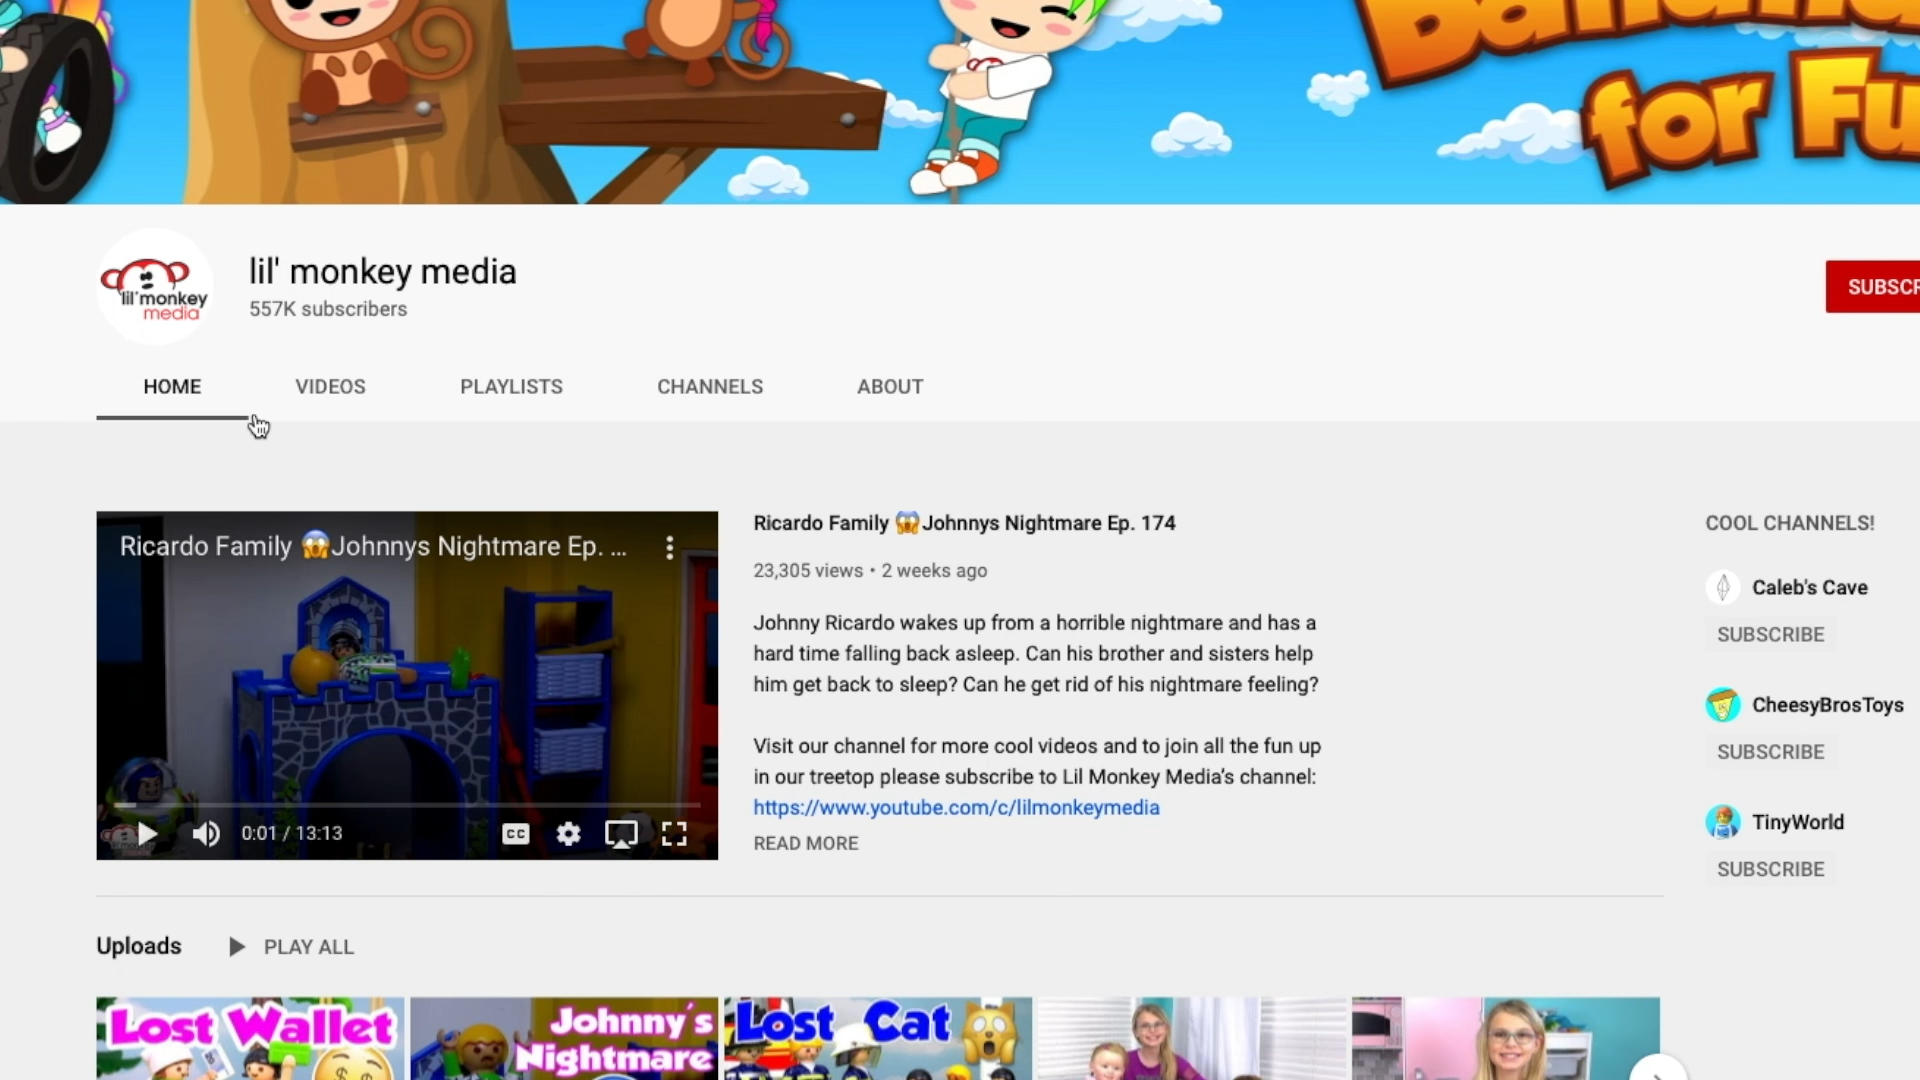 for Fu
lil' monkey media
557K subscribers
lil'monkey
media
SUBSCR
HOME VIDEOS PLAYLISTS CHANNELS ABOUT
Ricardo Family 😱Johnnys Nightmare Ep. ...
0:01 / 13:13
CC
Ricardo Family 😱Johnnys Nightmare Ep. 174
23,305 views • 2 weeks ago
Johnny Ricardo wakes up from a horrible nightmare and has a
hard time falling back asleep. Can his brother and sisters help
him get back to sleep? Can he get rid of his nightmare feeling?
Visit our channel for more cool videos and to join all the fun up
in our treetop please subscribe to Lil Monkey Media’s channel:
https://www.youtube.com/c/lilmonkeymedia
READ MORE
COOL CHANNELS!
Caleb's Cave
SUBSCRIBE
CheesyBrosToys
SUBSCRIBE
TinyWorld
SUBSCRIBE
Uploads PLAY ALL
Lost Wallet
Johnny's
Nightmare
Lost Cat